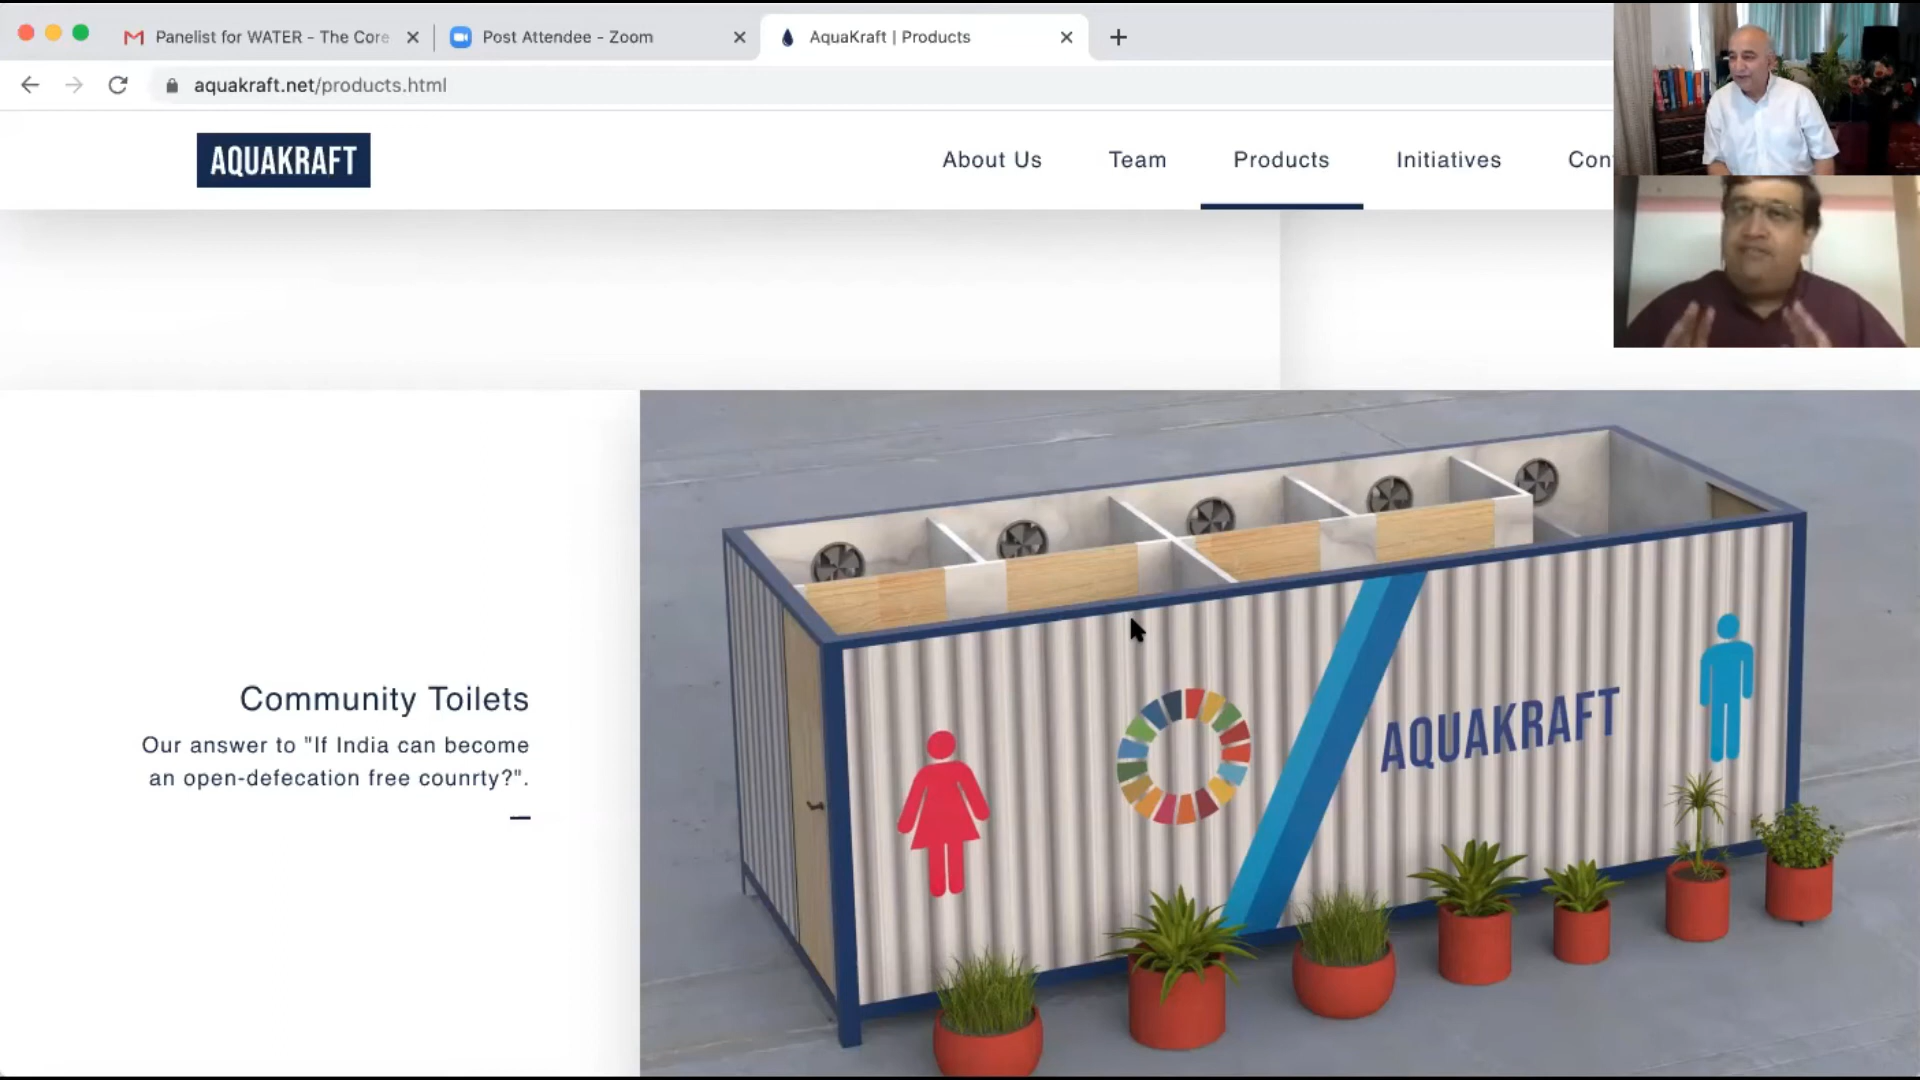 Panelist for WATER - The Core
Post Attendee - Zoom
AquaKraft | Products
aquakraft.net/products.html
AQUAKRAFT
About Us
Team
Products
Initiatives
Con
Community Toilets
Our answer to "If India can become
an open-defecation free counrty?".
AQUAKRAFT